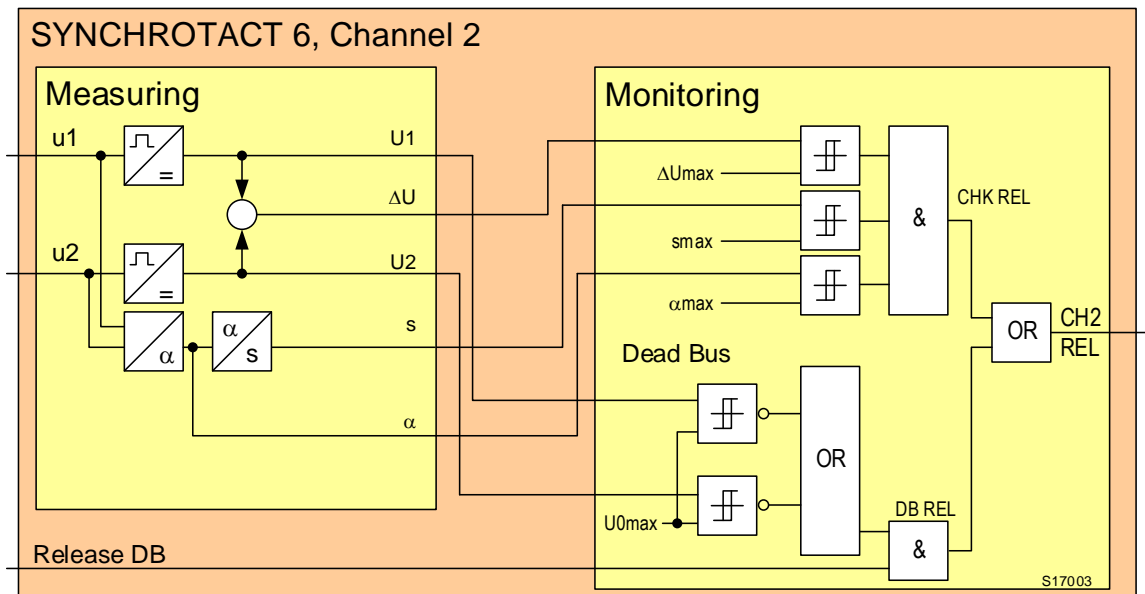 SYNCHROTACT 6, Channel 2
Measuring
u1
=
U1
ΔU
u2
=
U2
α
α
s
s
α
Monitoring
ΔUmax
smax
αmax
&
CHK REL
OR
CH2
REL
Dead Bus
U0max
OR
DB REL
&
Release DB
S17003